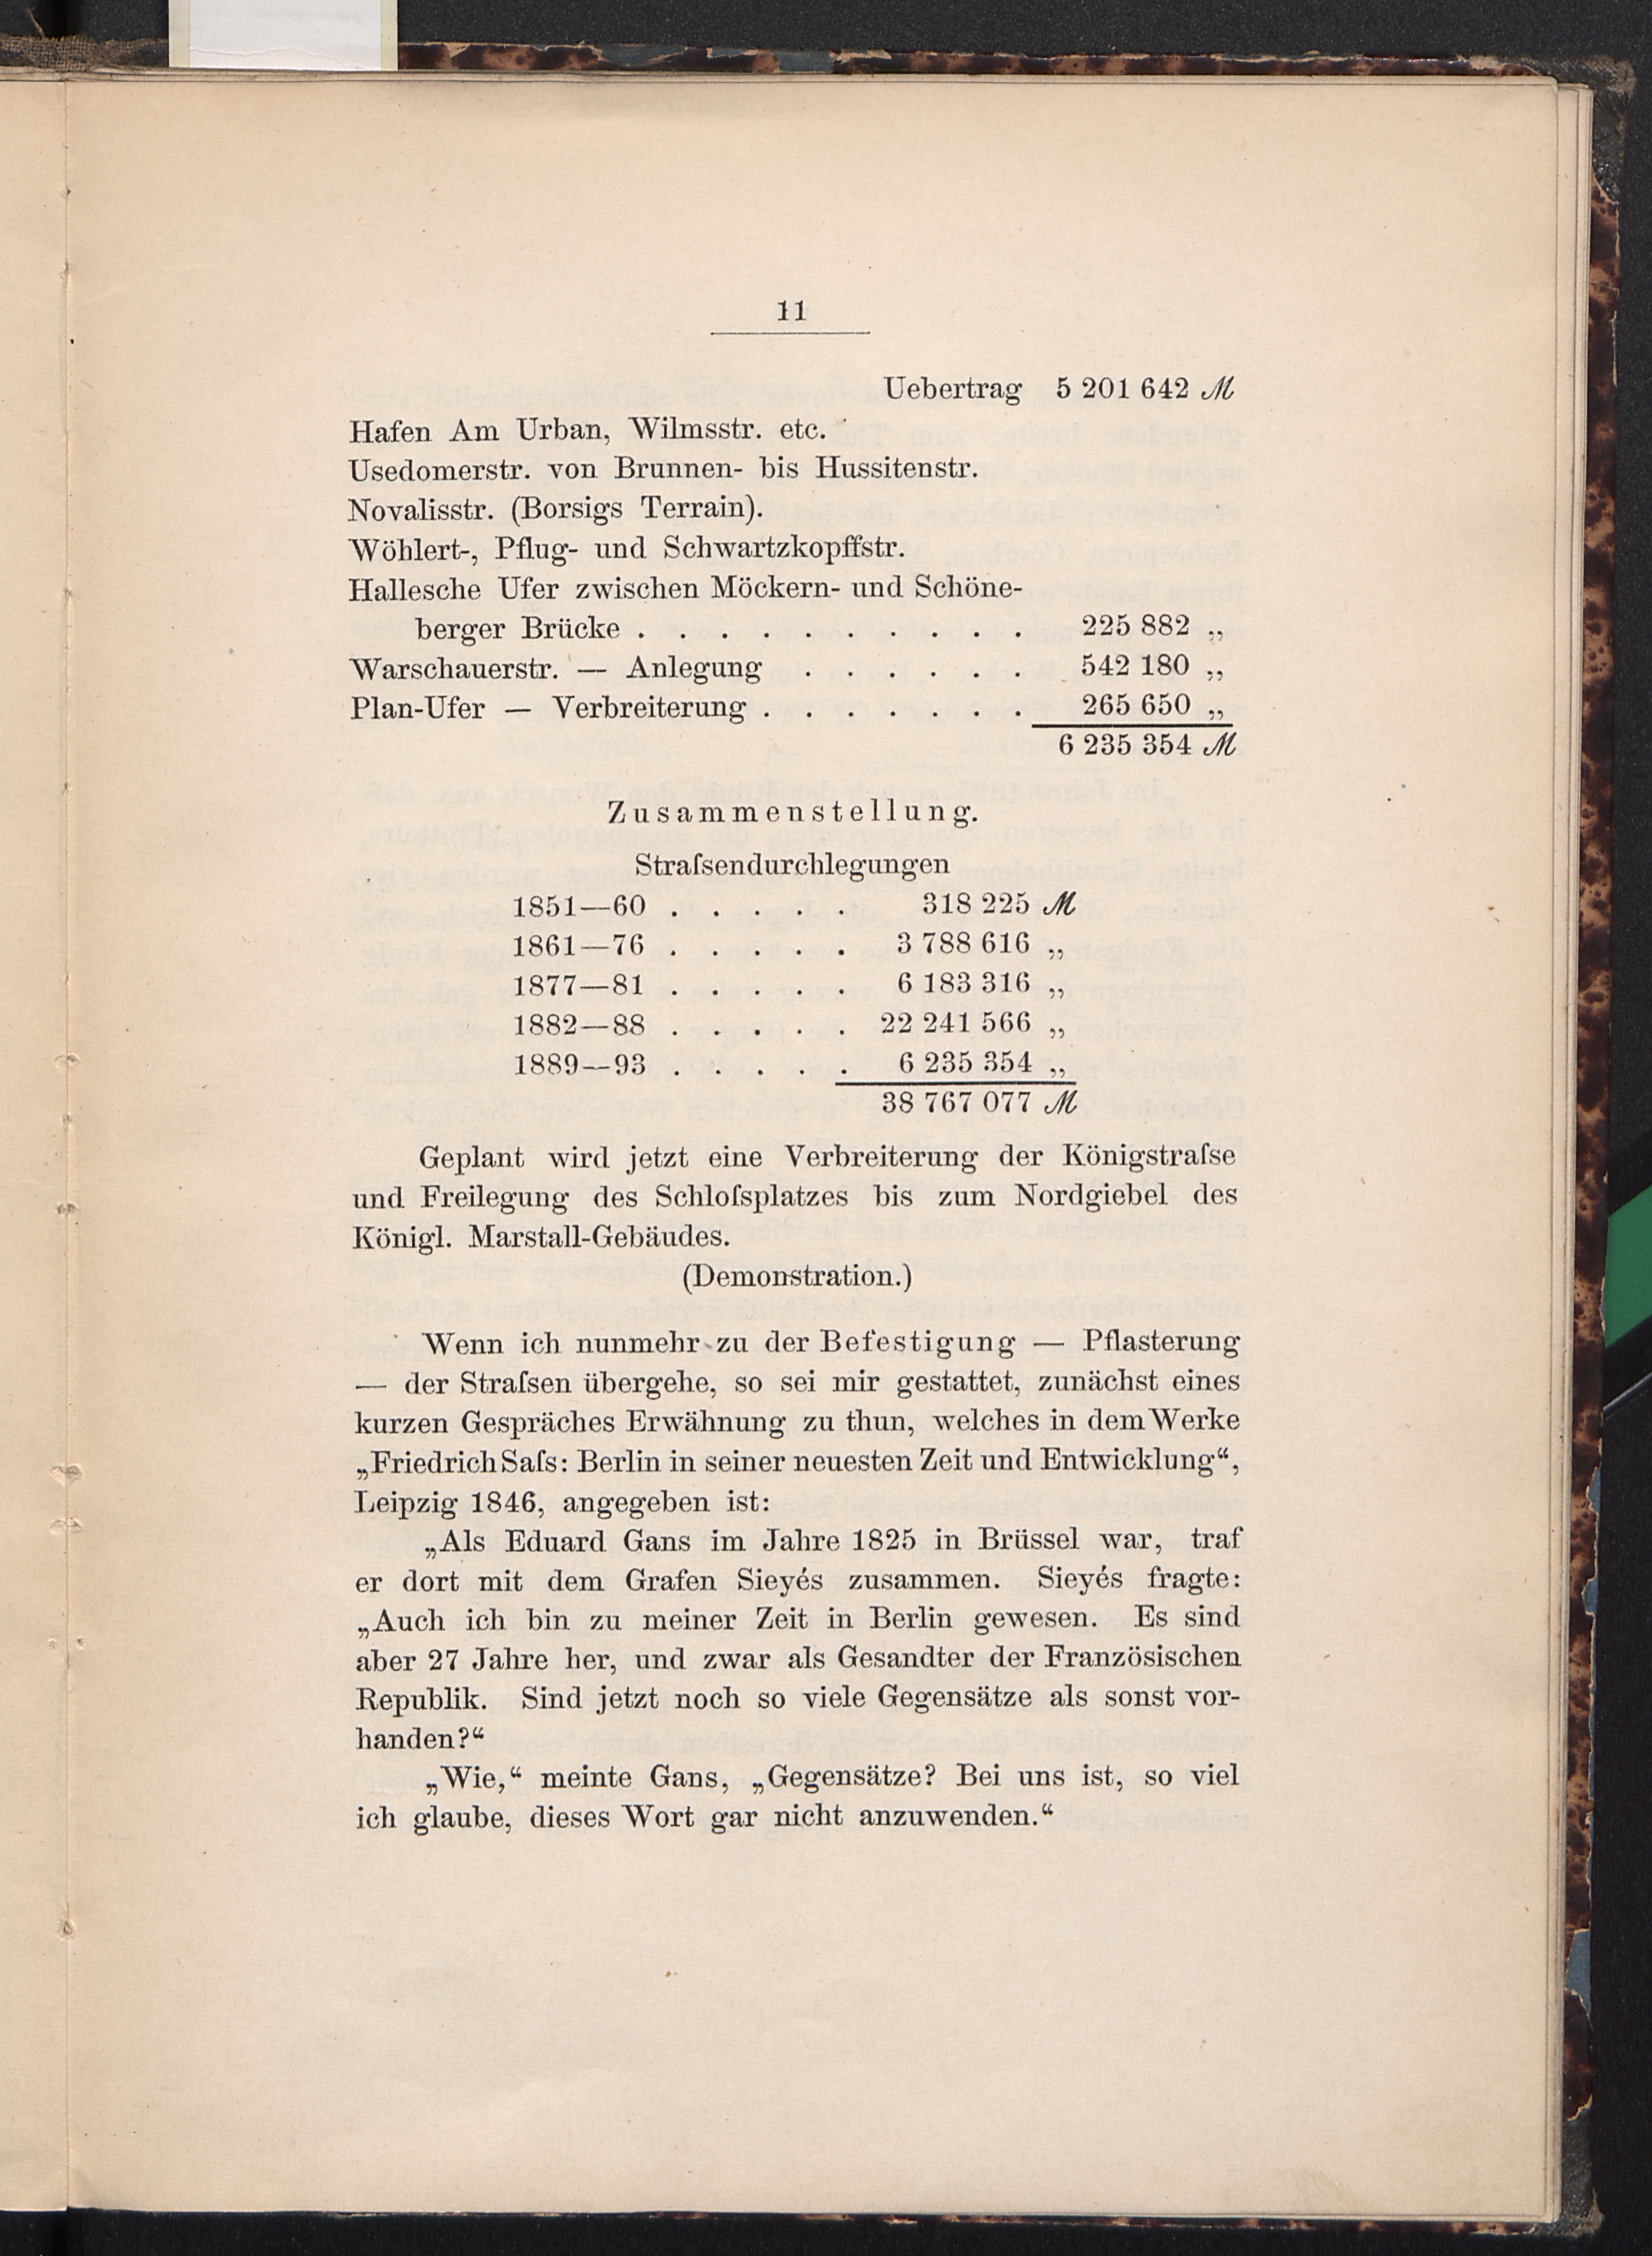 11
Uebertrag 5 201 642 ℳ
Hafen Am Urban, Wilmsstr. etc.
Usedomerstr. von Brunnen- bis Hussitenstr.
Novalisstr. (Borsigs Terrain).
Wöhlert-, Pflug- und Schwartzkopffstr.
Hallesche Ufer zwischen Möckern- und Schöne-
berger Brücke . . . . . . . . . . 225 882 „
Warschauerstr. — Anlegung . . . . . . 542 180 „
Plan-Ufer — Verbreiterung . . . . . . . 265 650 „
6 235 354 ℳ
Zusammenstellung.
Straſsendurchlegungen
1851—60 . . . . . 318 225 ℳ
1861—76 . . . . . 3 788 616 „
1877—81 . . . . . 6 183 316 „
1882—88 . . . . . 22 241 566 „
1889—93 . . . . . 6 235 354 „
38 767 077 ℳ
Geplant wird jetzt eine Verbreiterung der Königstraſse
und Freilegung des Schloſsplatzes bis zum Nordgiebel des
Königl. Marstall-Gebäudes.
(Demonstration.)
Wenn ich nunmehr zu der Befestigung — Pflasterung
— der Straſsen übergehe, so sei mir gestattet, zunächst eines
kurzen Gespräches Erwähnung zu thun, welches in dem Werke
„Friedrich Saſs: Berlin in seiner neuesten Zeit und Entwicklung“,
Leipzig 1846, angegeben ist:
„Als Eduard Gans im Jahre 1825 in Brüssel war, traf
er dort mit dem Grafen Sieyés zusammen. Sieyés fragte:
„Auch ich bin zu meiner Zeit in Berlin gewesen. Es sind
aber 27 Jahre her, und zwar als Gesandter der Französischen
Republik. Sind jetzt noch so viele Gegensätze als sonst vor-
handen?“
„Wie,“ meinte Gans, „Gegensätze? Bei uns ist, so viel
ich glaube, dieses Wort gar nicht anzuwenden.“